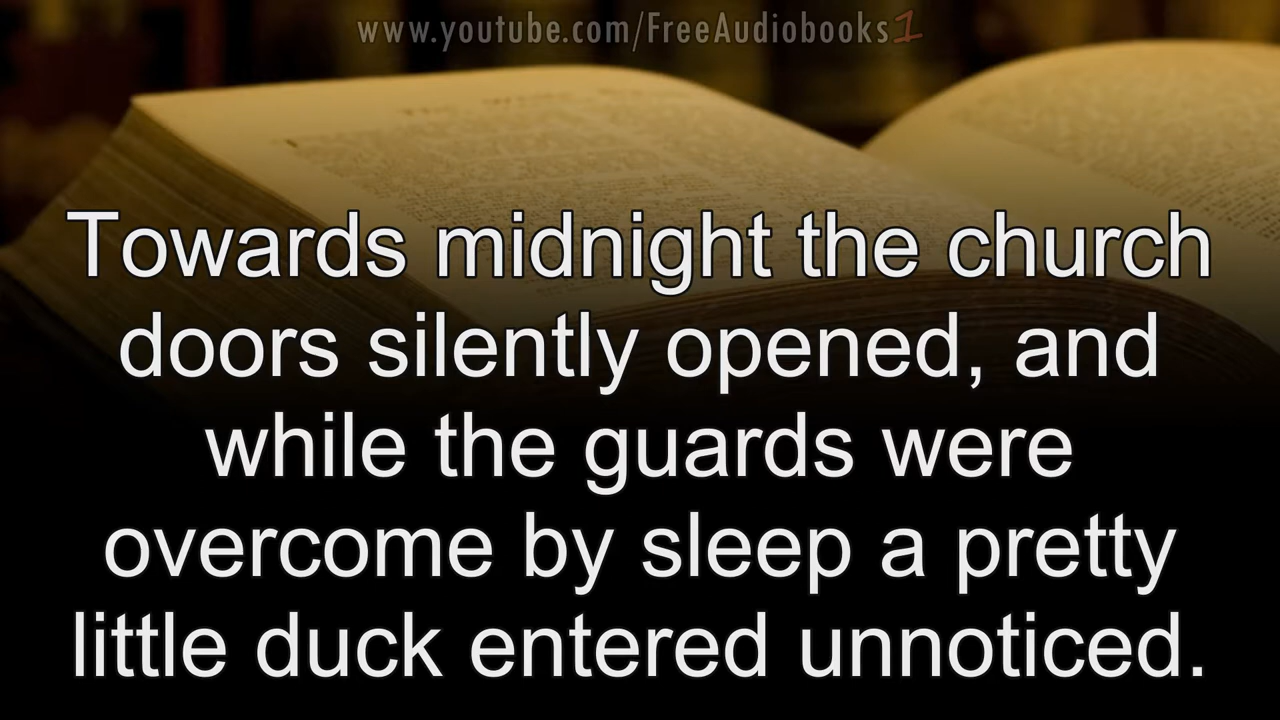 www.youtube.com/FreeAudiobooks1
Towards midnight the church
doors silently opened, and
while the guards were
overcome by sleep a pretty
little duck entered unnoticed.